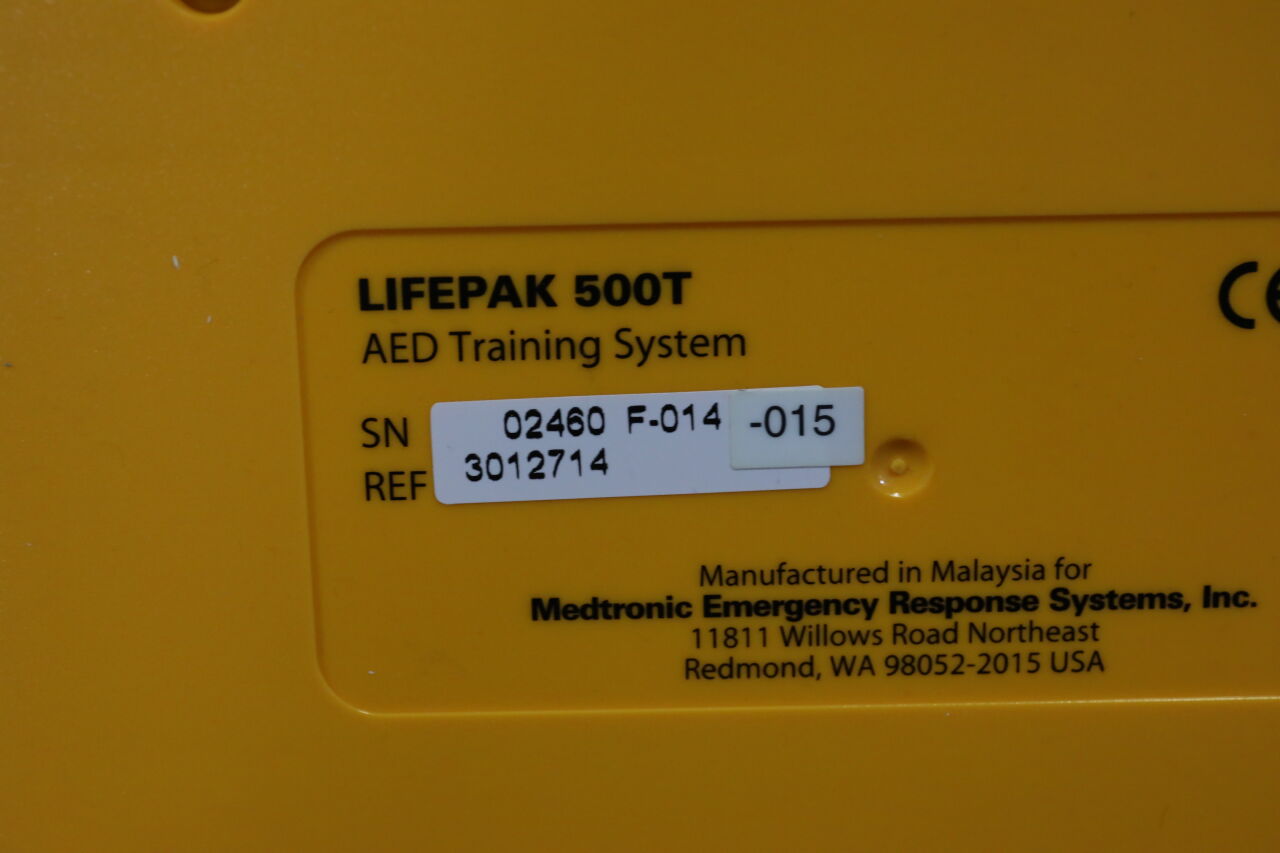 LIFEPAK 500T
CE
AED Training System
SN 02460 F-014 -015
REF 3012714
Manufactured in Malaysia for
Medtronic Emergency Response Systems, Inc.
11811 Willows Road Northeast
Redmond, WA 98052-2015 USA